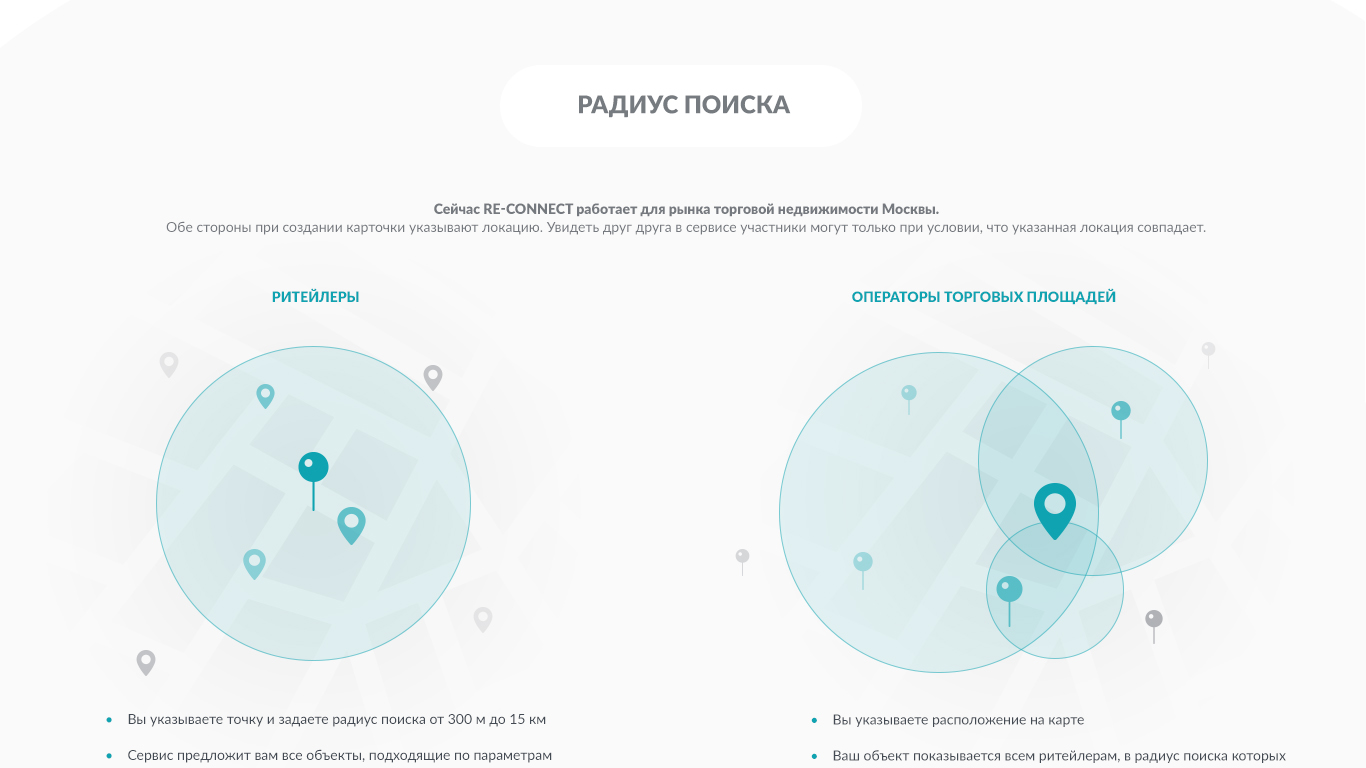 РАДИУС ПОИСКА
Сейчас RE-CONNECT работает для рынка торговой недвижимости Москвы.
Обе стороны при создании карточки указывают локацию. Увидеть друг друга в сервисе участники могут только при условии, что указанная локация совпадает.
РИТЕЙЛЕРЫ
• Вы указываете точку и задаете радиус поиска от 300 м до 15 км
• Сервис предложит вам все объекты, подходящие по параметрам
ОПЕРАТОРЫ ТОРГОВЫХ ПЛОЩАДЕЙ
• Вы указываете расположение на карте
• Ваш объект показывается всем ритейлерам, в радиус поиска которых